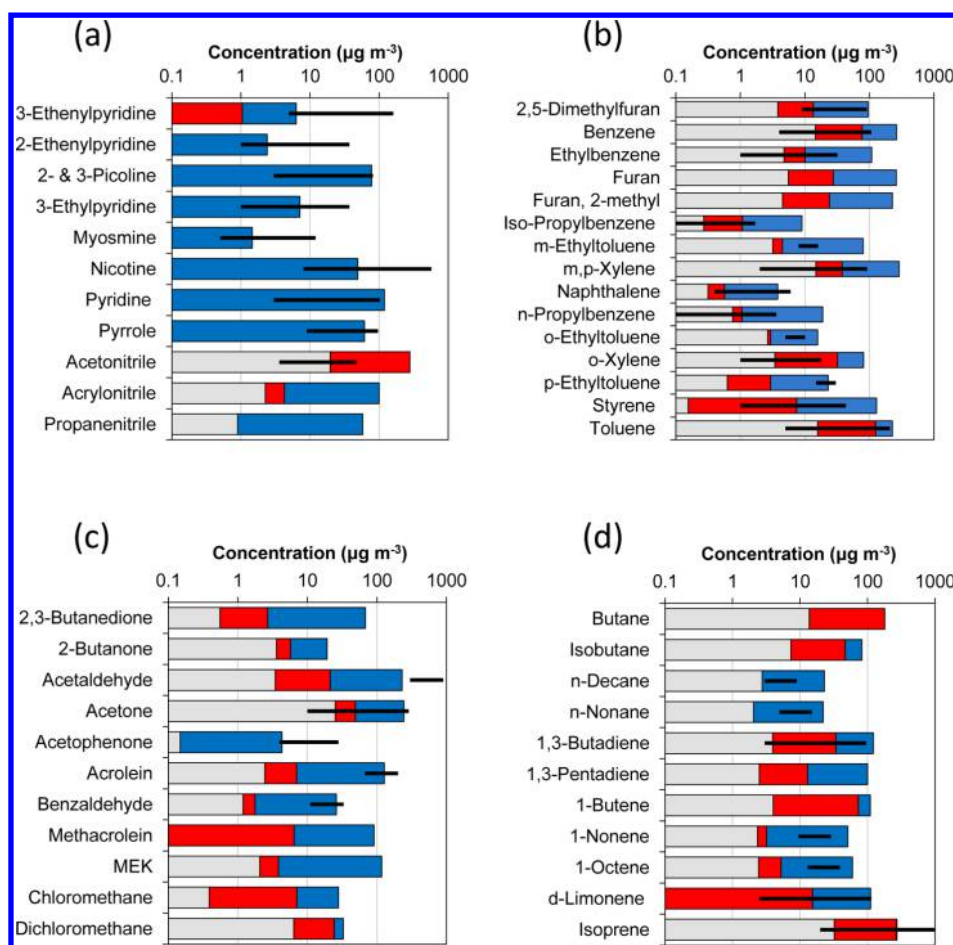 (a)
Concentration (µg m-3)
0.1 1 10 100 1000
3-Ethenylpyridine
2-Ethenylpyridine
2- & 3-Picoline
3-Ethylpyridine
Myosmine
Nicotine
Pyridine
Pyrrole
Acetonitrile
Acrylonitrile
Propanenitrile
(b)
Concentration (µg m-3)
0.1 1 10 100 1000
2,5-Dimethylfuran
Benzene
Ethylbenzene
Furan
Furan, 2-methyl
Iso-Propylbenzene
m-Ethyltoluene
m,p-Xylene
Naphthalene
n-Propylbenzene
o-Ethyltoluene
o-Xylene
p-Ethyltoluene
Styrene
Toluene
(c)
Concentration (µg m-3)
0.1 1 10 100 1000
2,3-Butanedione
2-Butanone
Acetaldehyde
Acetone
Acetophenone
Acrolein
Benzaldehyde
Methacrolein
MEK
Chloromethane
Dichloromethane
(d)
Concentration (µg m-3)
0.1 1 10 100 1000
Butane
Isobutane
n-Decane
n-Nonane
1,3-Butadiene
1,3-Pentadiene
1-Butene
1-Nonene
1-Octene
d-Limonene
Isoprene